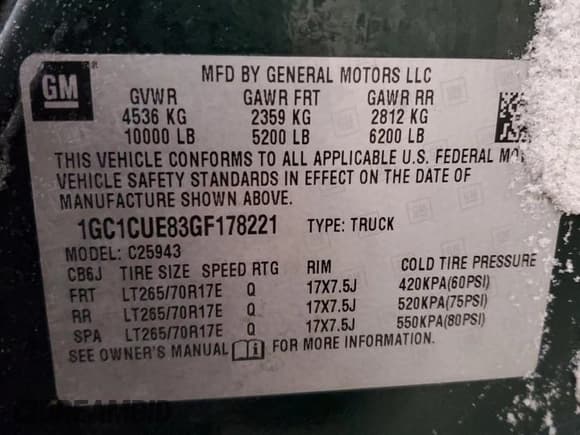 GM ®
MFD BY GENERAL MOTORS LLC
GVWR GAWR FRT GAWR RR
4536 KG 2359 KG 2812 KG
10000 LB 5200 LB 6200 LB
THIS VEHICLE CONFORMS TO ALL APPLICABLE U.S. FEDERAL
VEHICLE SAFETY STANDARDS IN EFFECT ON THE DATE OF
MANUFACTURE SHOWN ABOVE.
1GC1CUE83GF178221 TYPE: TRUCK
MODEL: C25943
CB6J TIRE SIZE SPEED RTG RIM COLD TIRE PRESSURE
FRT LT265/70R17E Q 17X7.5J 420KPA(60PSI)
RR LT265/70R17E Q 17X7.5J 520KPA(75PSI)
SPA LT265/70R17E Q 17X7.5J 550KPA(80PSI)
SEE OWNER'S MANUAL FOR MORE INFORMATION.